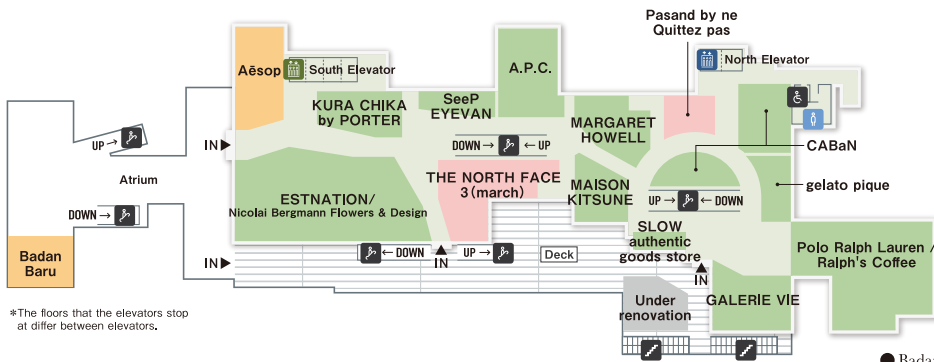 Pasand by ne
Quittez pas
Aēsop
South Elevator
A.P.C.
North Elevator
KURA CHIKA
by PORTER
SeeP
EYEVAN
MARGARET
HOWELL
UP →
IN ▶
DOWN → ← UP
CABaN
Atrium
THE NORTH FACE
3 (march)
MAISON
KITSUNE
gelato pique
ESTNATION/
Nicolai Bergmann Flowers & Design
UP → ← DOWN
DOWN →
SLOW
authentic
goods store
Polo Ralph Lauren /
Ralph's Coffee
Badan
Baru
IN ▶
← DOWN
IN
UP →
Deck
IN
Under
renovation
GALERIE VIE
*The floors that the elevators stop
at differ between elevators.
● Badan